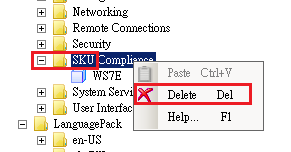 Networking
Remote Connections
Security
SKU Compliance
WS7E
Paste Ctrl+V
System Servic
Delete Del
User Interfac
Help... F1
LanguagePack
en-US